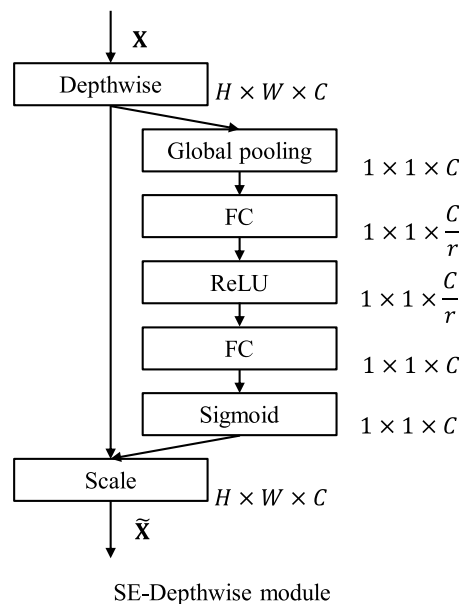 X
Depthwise
H × W × C
Global pooling
1 × 1 × C
FC
1 × 1 × C/r
ReLU
1 × 1 × C/r
FC
1 × 1 × C
Sigmoid
1 × 1 × C
Scale
H × W × C
X̃
SE-Depthwise module